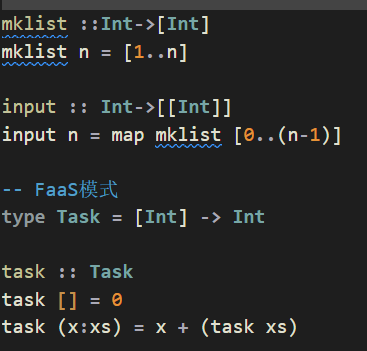 mklist ::Int->[Int]
mklist n = [1..n]
input :: Int->[[Int]]
input n = map mklist [0..(n-1)]
-- FaaS模式
type Task = [Int] -> Int
task :: Task
task [] = 0
task (x:xs) = x + (task xs)